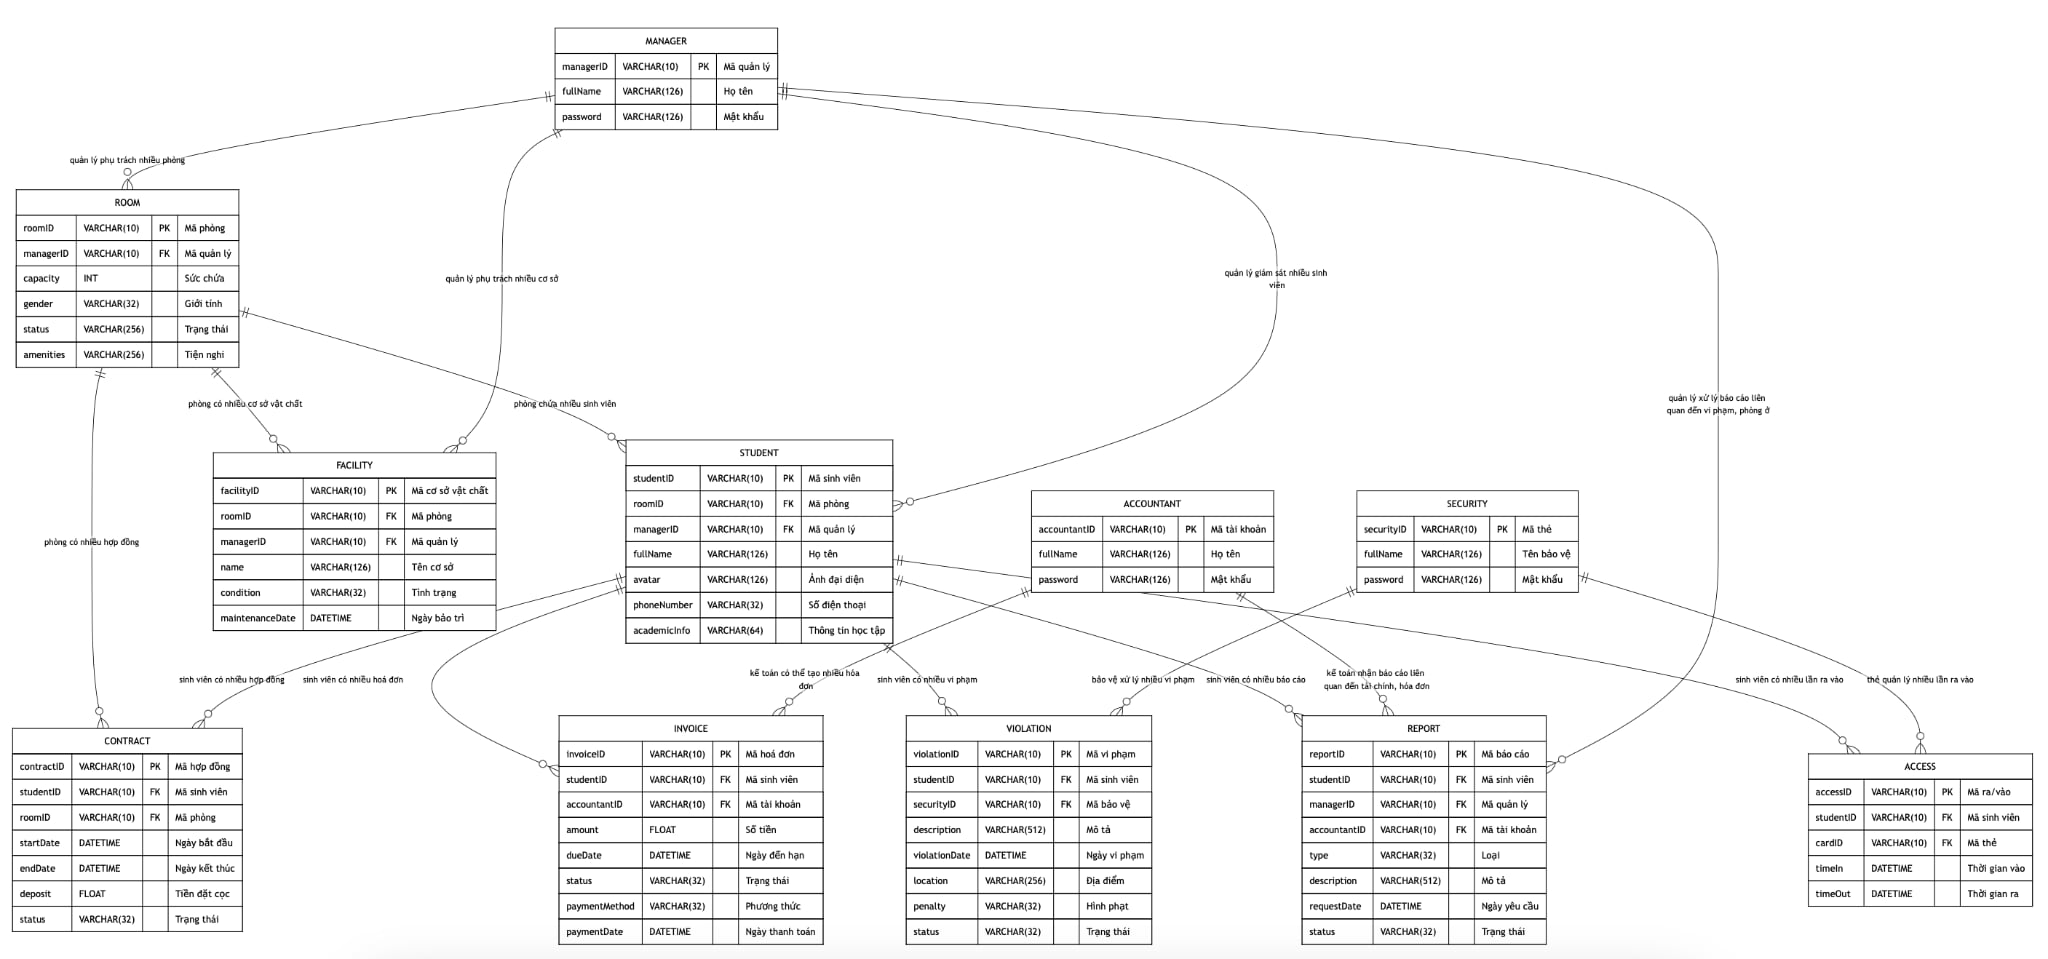 MANAGER
managerID VARCHAR(10) PK Mã quản lý
fullName VARCHAR(126) Họ tên
password VARCHAR(126) Mật khẩu
quản lý phụ trách nhiều phòng
ROOM
roomID VARCHAR(10) PK Mã phòng
managerID VARCHAR(10) FK Mã quản lý
capacity INT Sức chứa
gender VARCHAR(32) Giới tính
status VARCHAR(256) Trạng thái
amenities VARCHAR(256) Tiện nghi
quản lý phụ trách nhiều cơ sở
quản lý giám sát nhiều sinh
viên
phòng có nhiều cơ sở vật chất
phòng chứa nhiều sinh viên
quản lý xử lý báo cáo liên
quan đến vi phạm, phòng ở
phòng có nhiều hợp đồng
FACILITY
facilityID VARCHAR(10) PK Mã cơ sở vật chất
roomID VARCHAR(10) FK Mã phòng
managerID VARCHAR(10) FK Mã quản lý
name VARCHAR(126) Tên cơ sở
condition VARCHAR(32) Tình trạng
maintenanceDate DATETIME Ngày bảo trì
STUDENT
studentID VARCHAR(10) PK Mã sinh viên
roomID VARCHAR(10) FK Mã phòng
managerID VARCHAR(10) FK Mã quản lý
fullName VARCHAR(126) Họ tên
avatar VARCHAR(126) Ảnh đại diện
phoneNumber VARCHAR(32) Số điện thoại
academicInfo VARCHAR(64) Thông tin học tập
ACCOUNTANT
accountantID VARCHAR(10) PK Mã tài khoản
fullName VARCHAR(126) Họ tên
password VARCHAR(126) Mật khẩu
SECURITY
securityID VARCHAR(10) PK Mã thẻ
fullName VARCHAR(126) Tên bảo vệ
password VARCHAR(126) Mật khẩu
sinh viên có nhiều hợp đồng
sinh viên có nhiều hoá đơn
kế toán có thể tạo nhiều hóa
đơn
sinh viên có nhiều vi phạm
bảo vệ xử lý nhiều vi phạm
sinh viên có nhiều báo cáo
kế toán nhận báo cáo liên
quan đến tài chính, hóa đơn
sinh viên có nhiều lần ra vào
thẻ quản lý nhiều lần ra vào
CONTRACT
contractID VARCHAR(10) PK Mã hợp đồng
studentID VARCHAR(10) FK Mã sinh viên
roomID VARCHAR(10) FK Mã phòng
startDate DATETIME Ngày bắt đầu
endDate DATETIME Ngày kết thúc
deposit FLOAT Tiền đặt cọc
status VARCHAR(32) Trạng thái
INVOICE
invoiceID VARCHAR(10) PK Mã hoá đơn
studentID VARCHAR(10) FK Mã sinh viên
accountantID VARCHAR(10) FK Mã tài khoản
amount FLOAT Số tiền
dueDate DATETIME Ngày đến hạn
status VARCHAR(32) Trạng thái
paymentMethod VARCHAR(32) Phương thức
paymentDate DATETIME Ngày thanh toán
VIOLATION
violationID VARCHAR(10) PK Mã vi phạm
studentID VARCHAR(10) FK Mã sinh viên
securityID VARCHAR(10) FK Mã bảo vệ
description VARCHAR(512) Mô tả
violationDate DATETIME Ngày vi phạm
location VARCHAR(256) Địa điểm
penalty VARCHAR(32) Hình phạt
status VARCHAR(32) Trạng thái
REPORT
reportID VARCHAR(10) PK Mã báo cáo
studentID VARCHAR(10) FK Mã sinh viên
managerID VARCHAR(10) FK Mã quản lý
accountantID VARCHAR(10) FK Mã tài khoản
type VARCHAR(32) Loại
description VARCHAR(512) Mô tả
requestDate DATETIME Ngày yêu cầu
status VARCHAR(32) Trạng thái
ACCESS
accessID VARCHAR(10) PK Mã ra/vào
studentID VARCHAR(10) FK Mã sinh viên
cardID VARCHAR(10) FK Mã thẻ
timeIn DATETIME Thời gian vào
timeOut DATETIME Thời gian ra